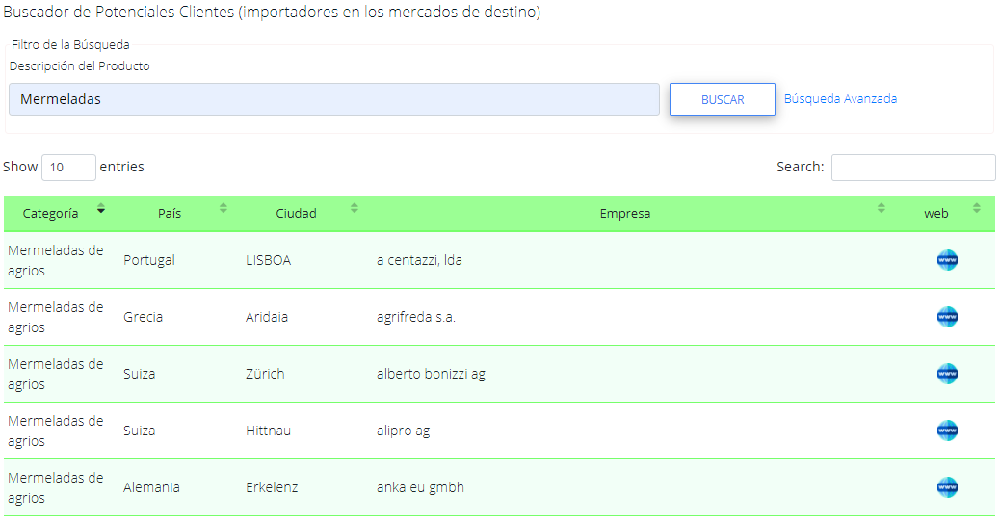 Buscador de Potenciales Clientes (importadores en los mercados de destino)
Filtro de la Búsqueda
Descripción del Producto
Mermeladas BUSCAR Búsqueda Avanzada
Show 10 entries Search:
Categoría País Ciudad Empresa web
Mermeladas de agrios Portugal LISBOA a centazzi, lda www
Mermeladas de agrios Grecia Aridaia agrifreda s.a. www
Mermeladas de agrios Suiza Zürich alberto bonizzi ag www
Mermeladas de agrios Suiza Hittnau alipro ag www
Mermeladas de agrios Alemania Erkelenz anka eu gmbh www